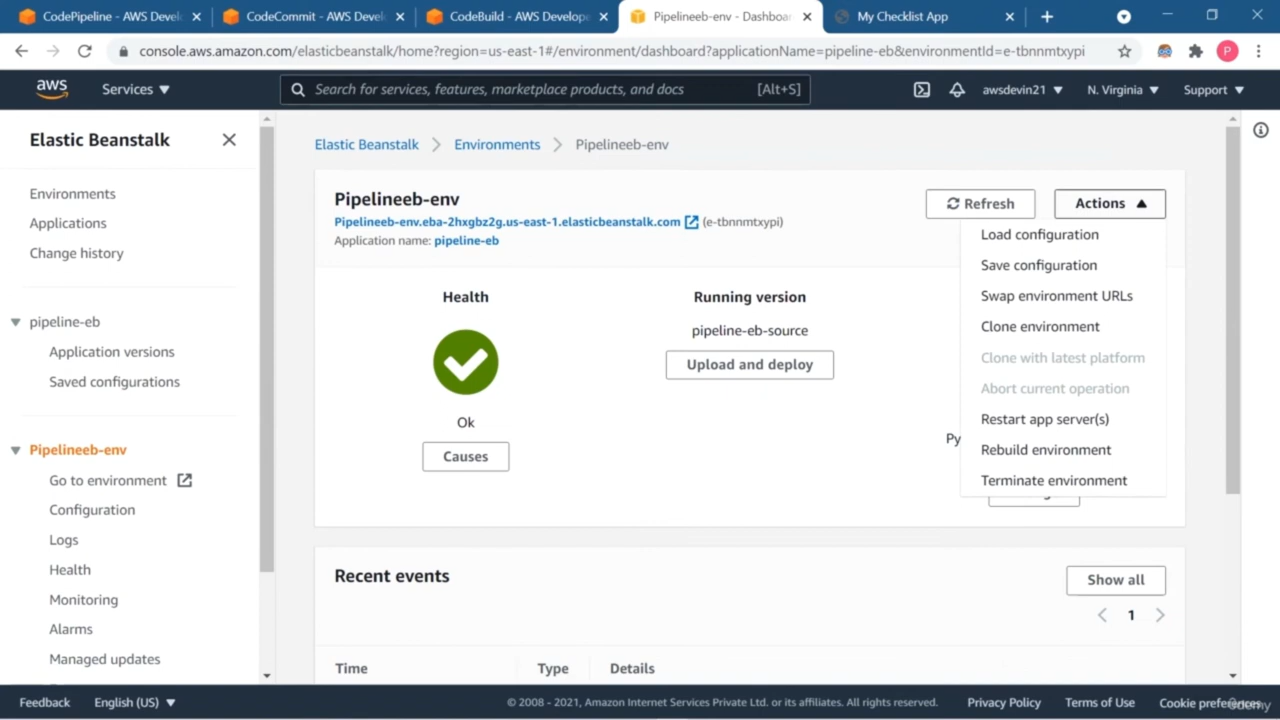 CodePipeline - AWS Devel
CodeCommit - AWS Devel
CodeBuild - AWS Develope
Pipelineeb-env - Dashboa
My Checklist App
console.aws.amazon.com/elasticbeanstalk/home?region=us-east-1#/environment/dashboard?applicationName=pipeline-eb&environmentId=e-tbnnmtxypi
P
aws
Services
Search for services, features, marketplace products, and docs
[Alt+S]
awsdevin21
N. Virginia
Support
Elastic Beanstalk
Environments
Applications
Change history
pipeline-eb
Application versions
Saved configurations
Pipelineeb-env
Go to environment
Configuration
Logs
Health
Monitoring
Alarms
Managed updates
Elastic Beanstalk > Environments > Pipelineeb-env
Pipelineeb-env
Pipelineeb-env.eba-2hxgbz2g.us-east-1.elasticbeanstalk.com (e-tbnnmtxypi)
Application name: pipeline-eb
Refresh
Actions
Load configuration
Save configuration
Swap environment URLs
Clone environment
Clone with latest platform
Abort current operation
Restart app server(s)
Rebuild environment
Terminate environment
Health
Ok
Causes
Running version
pipeline-eb-source
Upload and deploy
Py
Recent events
Show all
1
Time
Type
Details
Feedback
English (US)
© 2008 - 2021, Amazon Internet Services Private Ltd. or its affiliates. All rights reserved.
Privacy Policy
Terms of Use
Cookie preferences
udemy